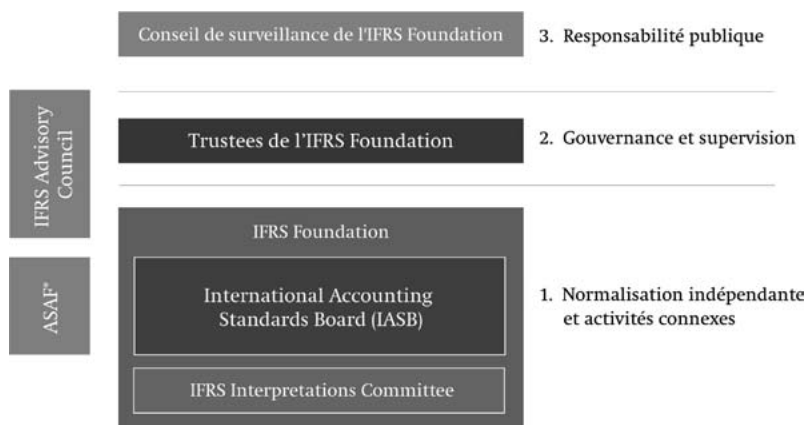 Conseil de surveillance de l'IFRS Foundation
3. Responsabilité publique
IFRS Advisory
Council
Trustees de l'IFRS Foundation
2. Gouvernance et supervision
IFRS Foundation
ASAF*
International Accounting
Standards Board (IASB)
1. Normalisation indépendante
et activités connexes
IFRS Interpretations Committee